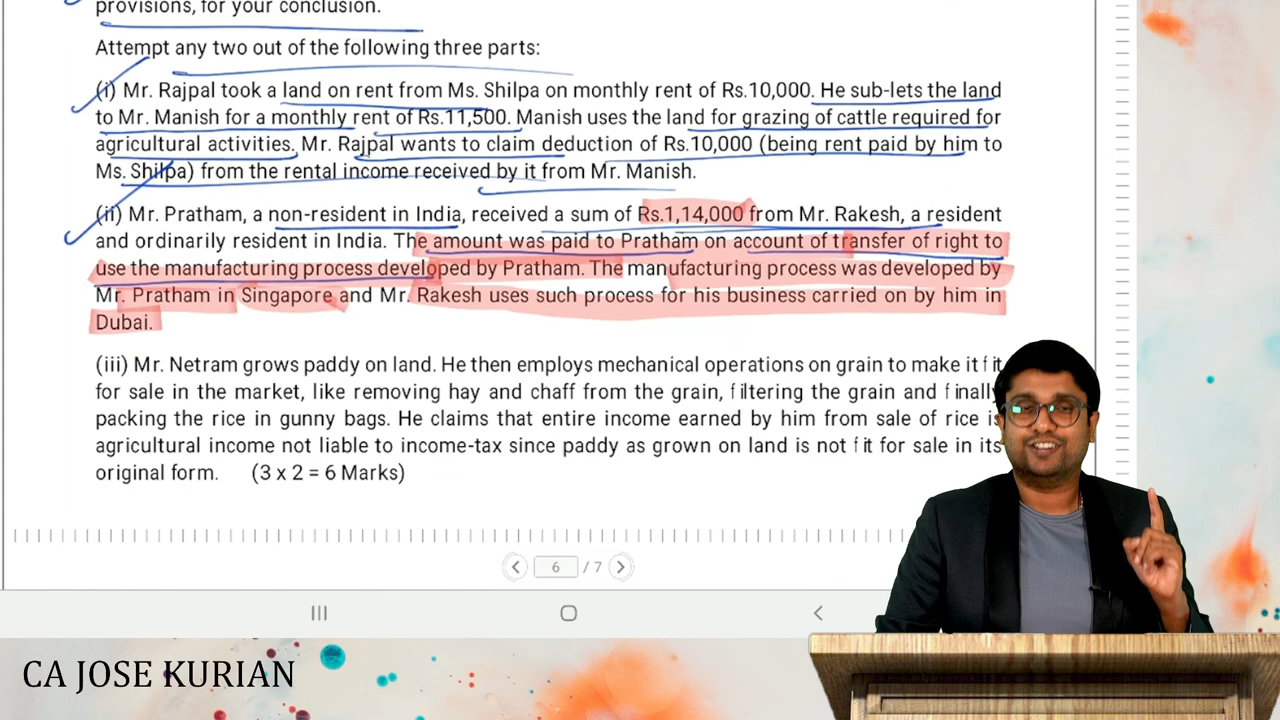 provisions, for your conclusion.
Attempt any two out of the following three parts:
(i) Mr. Rajpal took a land on rent from Ms. Shilpa on monthly rent of Rs.10,000. He sub-lets the land
to Mr. Manish for a monthly rent of Rs.11,500. Manish uses the land for grazing of cattle required for
agricultural activities. Mr. Rajpal wants to claim deduction of Rs.10,000 (being rent paid by him to
Ms. Shilpa) from the rental income received by it from Mr. Manish.
(ii) Mr. Pratham, a non-resident in India, received a sum of Rs.1,14,000 from Mr. Rakesh, a resident
and ordinarily resident in India. The amount was paid to Pratham on account of transfer of right to
use the manufacturing process developed by Pratham. The manufacturing process was developed by
Mr. Pratham in Singapore and Mr. Rakesh uses such process for his business carried on by him in
Dubai.
(iii) Mr. Netram grows paddy on land. He then employs mechanical operations on grain to make it fit
for sale in the market, like removing hay and chaff from the grain, filtering the grain and finally
packing the rice in gunny bags. He claims that entire income earned by him from sale of rice is
agricultural income not liable to income-tax since paddy as grown on land is not fit for sale in its
original form. (3 x 2 = 6 Marks)
6 / 7
CA JOSE KURIAN